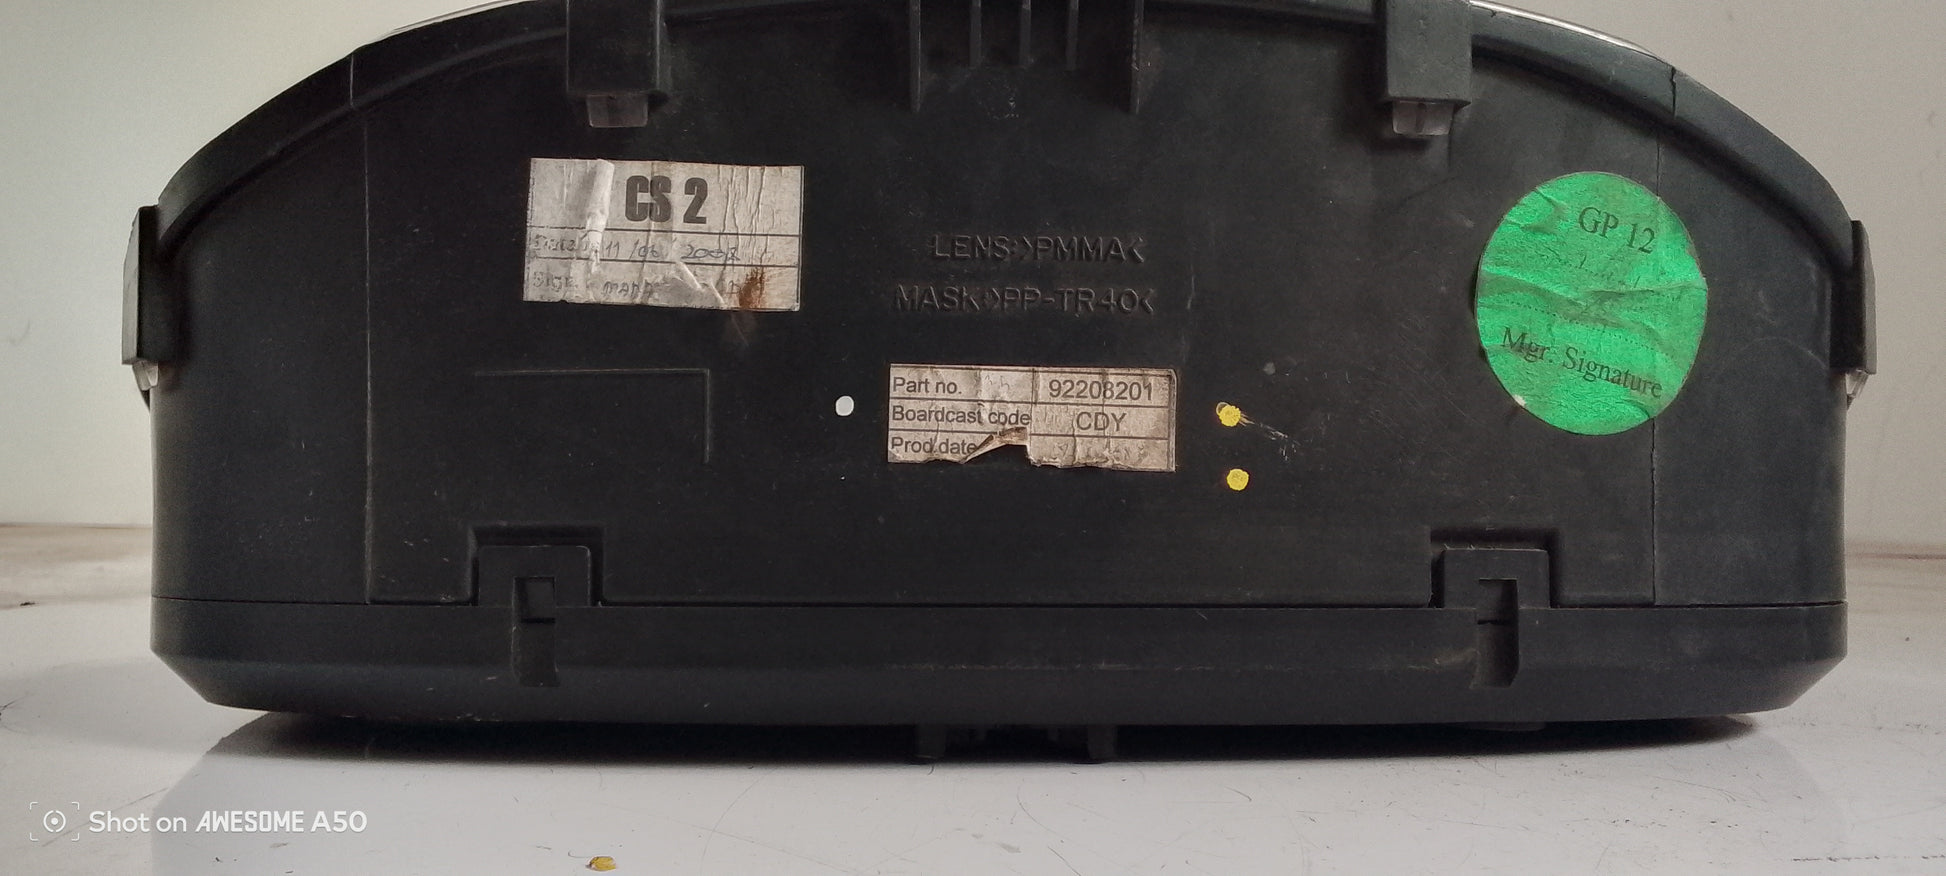 CS 2
11/06/2008
LENS>PMMA<
MASK>PP-TR40<
GP 12
Mgr. Signature
Part no. 92208201
Boardcast code CDY
Prod.date
Shot on AWESOME A50